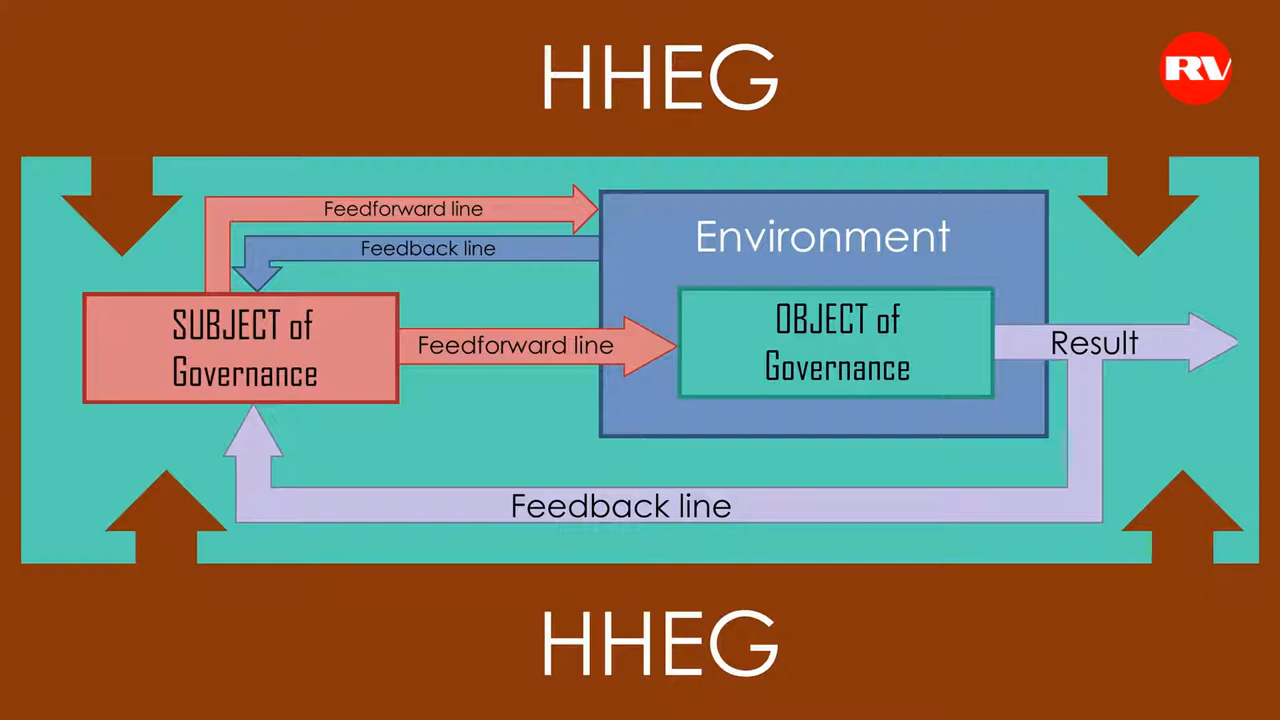 HHEG
RV
Feedforward line
Feedback line
Environment
SUBJECT of
Governance
Feedforward line
OBJECT of
Governance
Result
Feedback line
HHEG